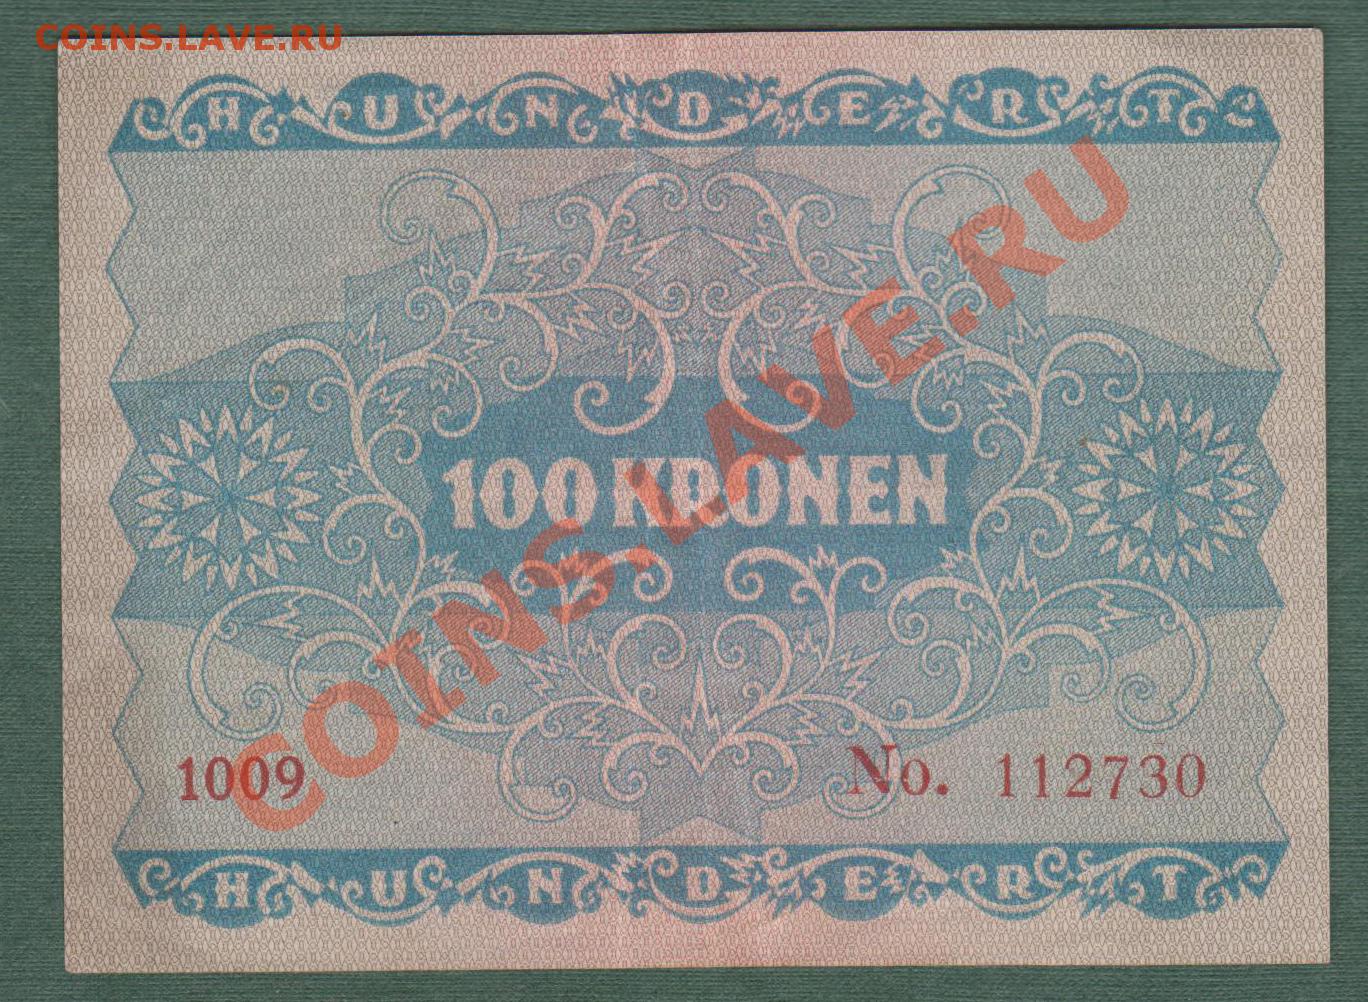 COINS.LAVE.RU
HUNDERT
COINS.LAVE.RU
100 KRONEN
1009 No. 112730
HUNDERT